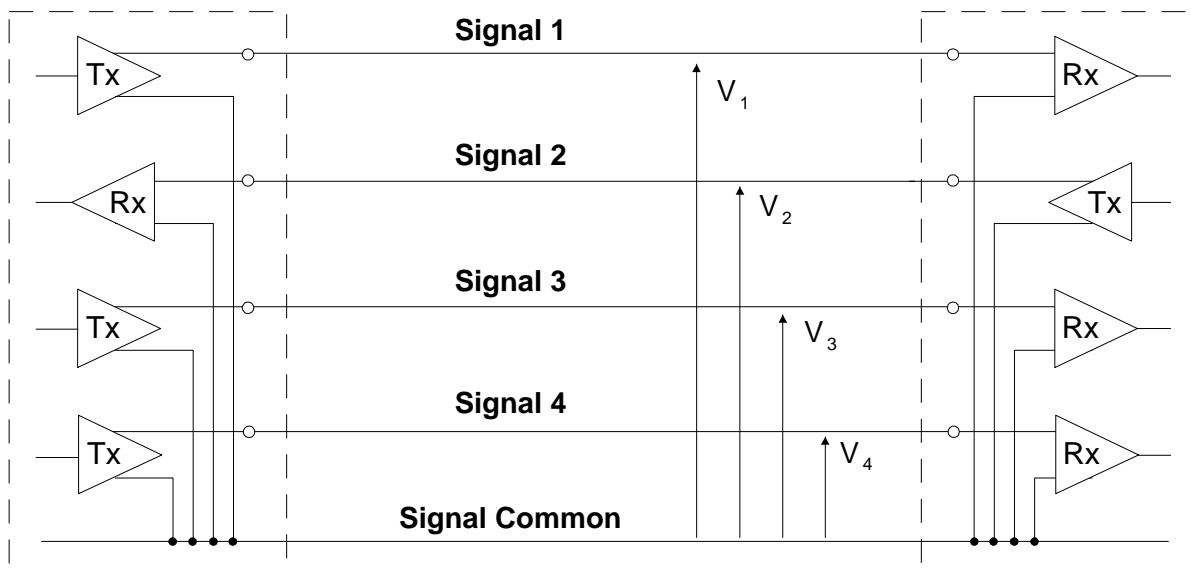 Signal 1
Tx
Rx
V1
Signal 2
Rx
Tx
V2
Signal 3
Tx
Rx
V3
Signal 4
Tx
Rx
V4
Signal Common